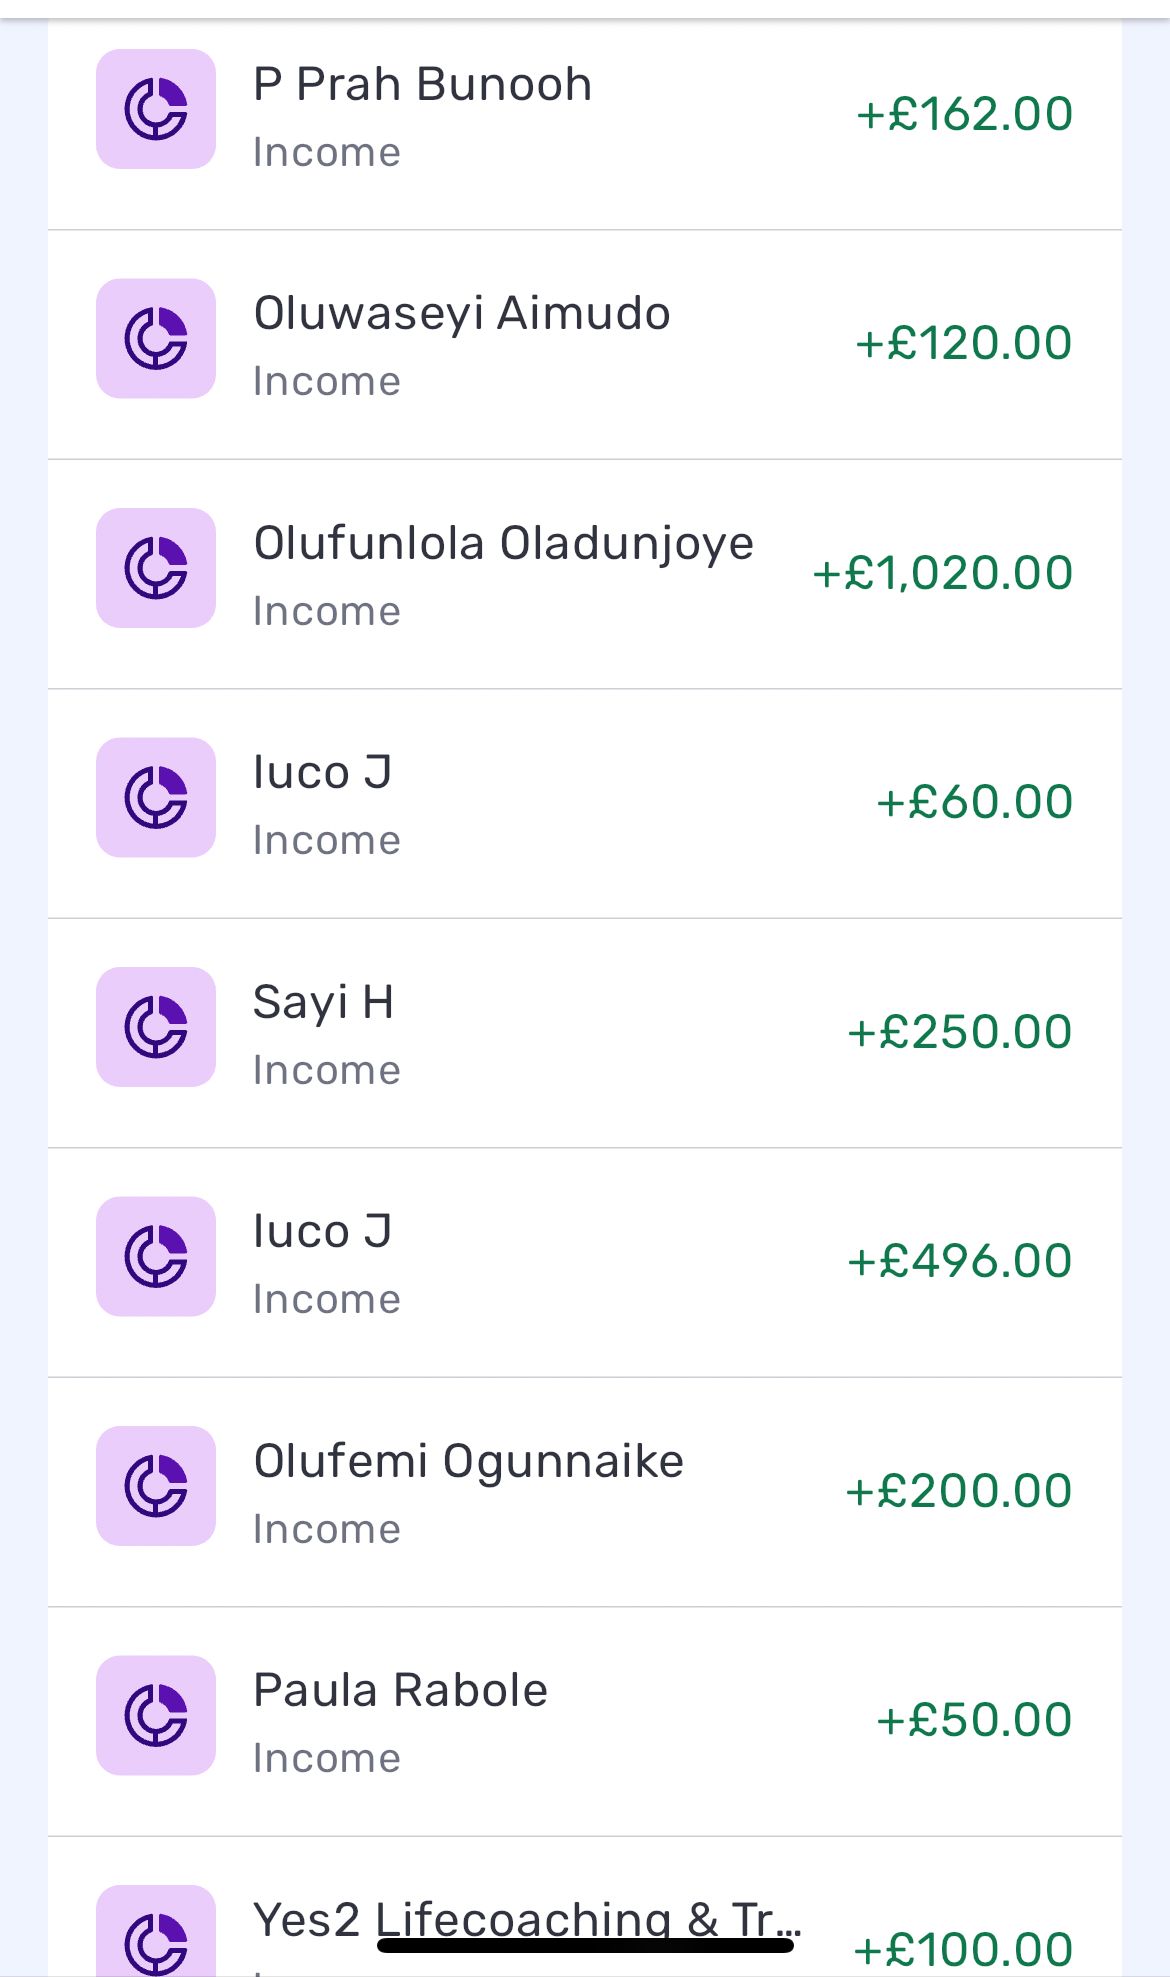 P Prah Bunooh
+£162.00
Income
Oluwaseyi Aimudo
+£120.00
Income
Olufunlola Oladunjoye
+£1,020.00
Income
Iuco J
+£60.00
Income
Sayi H
+£250.00
Income
Iuco J
+£496.00
Income
Olufemi Ogunnaike
+£200.00
Income
Paula Rabole
+£50.00
Income
Yes2 Lifecoaching & Tr...
+£100.00